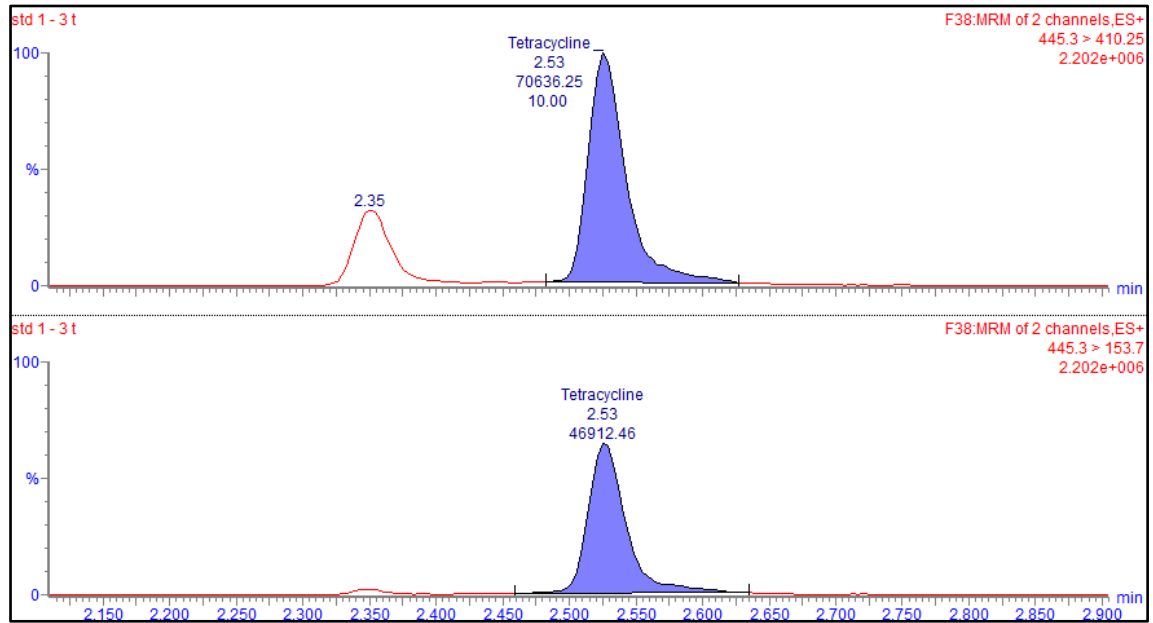 std 1 - 3 t
F38:MRM of 2 channels,ES+
445.3 > 410.25
2.202e+006
100
%
0
Tetracycline
2.53
70636.25
10.00
2.35
min
std 1 - 3 t
F38:MRM of 2 channels,ES+
445.3 > 153.7
2.202e+006
100
%
0
Tetracycline
2.53
46912.46
min
2.150 2.200 2.250 2.300 2.350 2.400 2.450 2.500 2.550 2.600 2.650 2.700 2.750 2.800 2.850 2.900